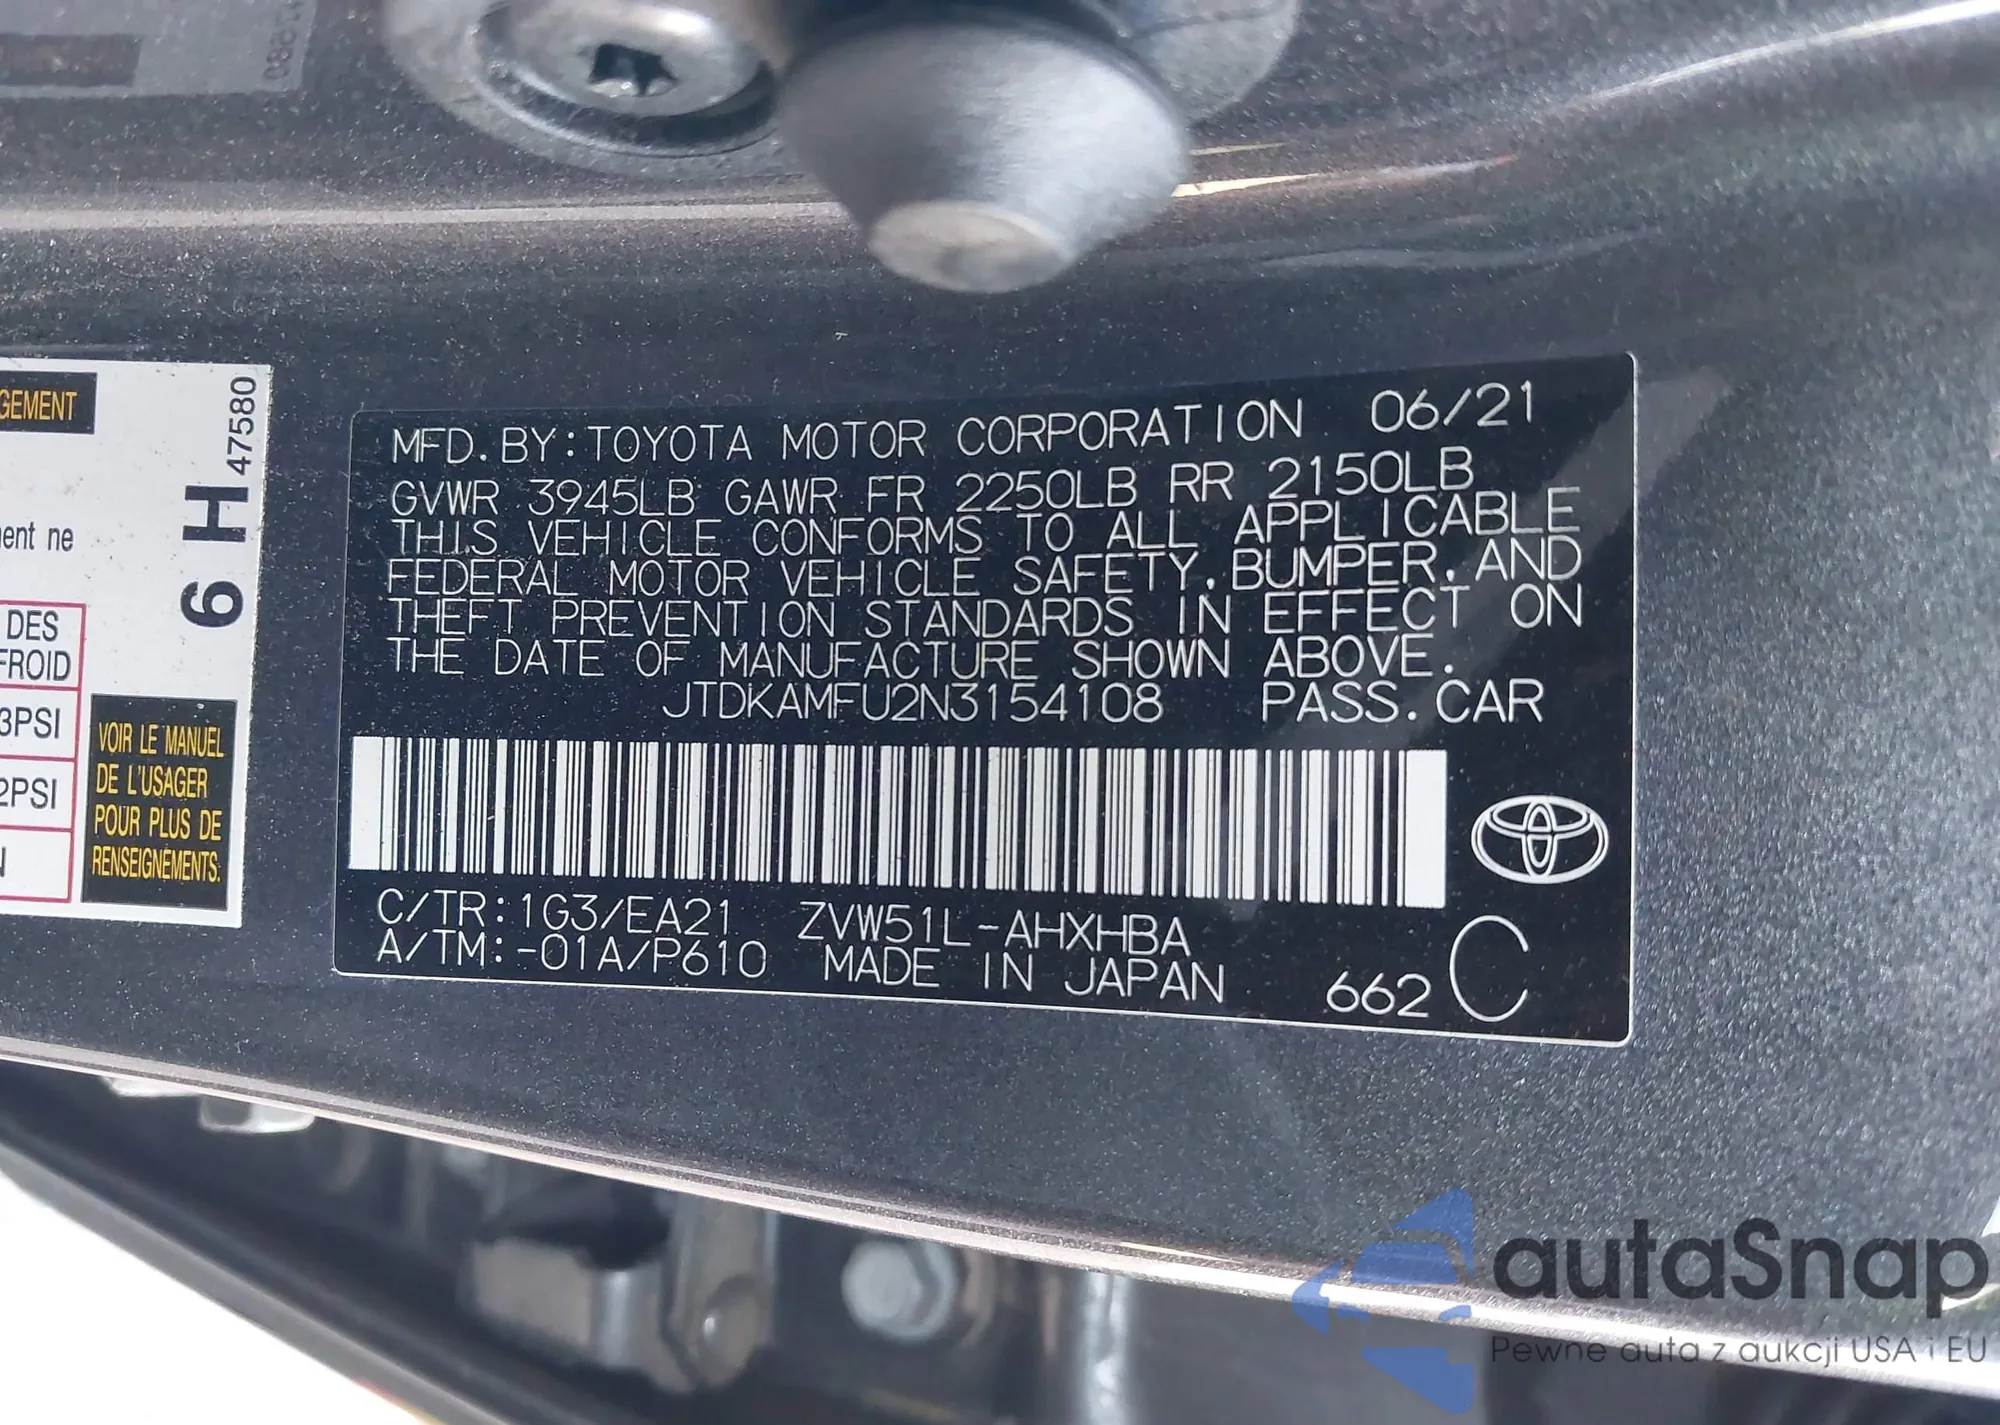 MFD. BY: TOYOTA MOTOR CORPORATION 06/21
GVWR 3945LB GAWR FR 2250LB RR 2150LB
THIS VEHICLE CONFORMS TO ALL APPLICABLE
FEDERAL MOTOR VEHICLE SAFETY, BUMPER, AND
THEFT PREVENTION STANDARDS IN EFFECT ON
THE DATE OF MANUFACTURE SHOWN ABOVE.
JTDKAMFU2N3154108 PASS. CAR
C/TR: 1G3/EA21 ZVW51L-AHXHBA
A/TM: -01A/P610 MADE IN JAPAN 662 C
GEMENT
ent ne
DES
FROID
3PSI
2PSI
6 H 47580
VOIR LE MANUEL
DE L'USAGER
POUR PLUS DE
RENSEIGNEMENTS.
autaSnap
Pewne auta z aukcji USA i EU